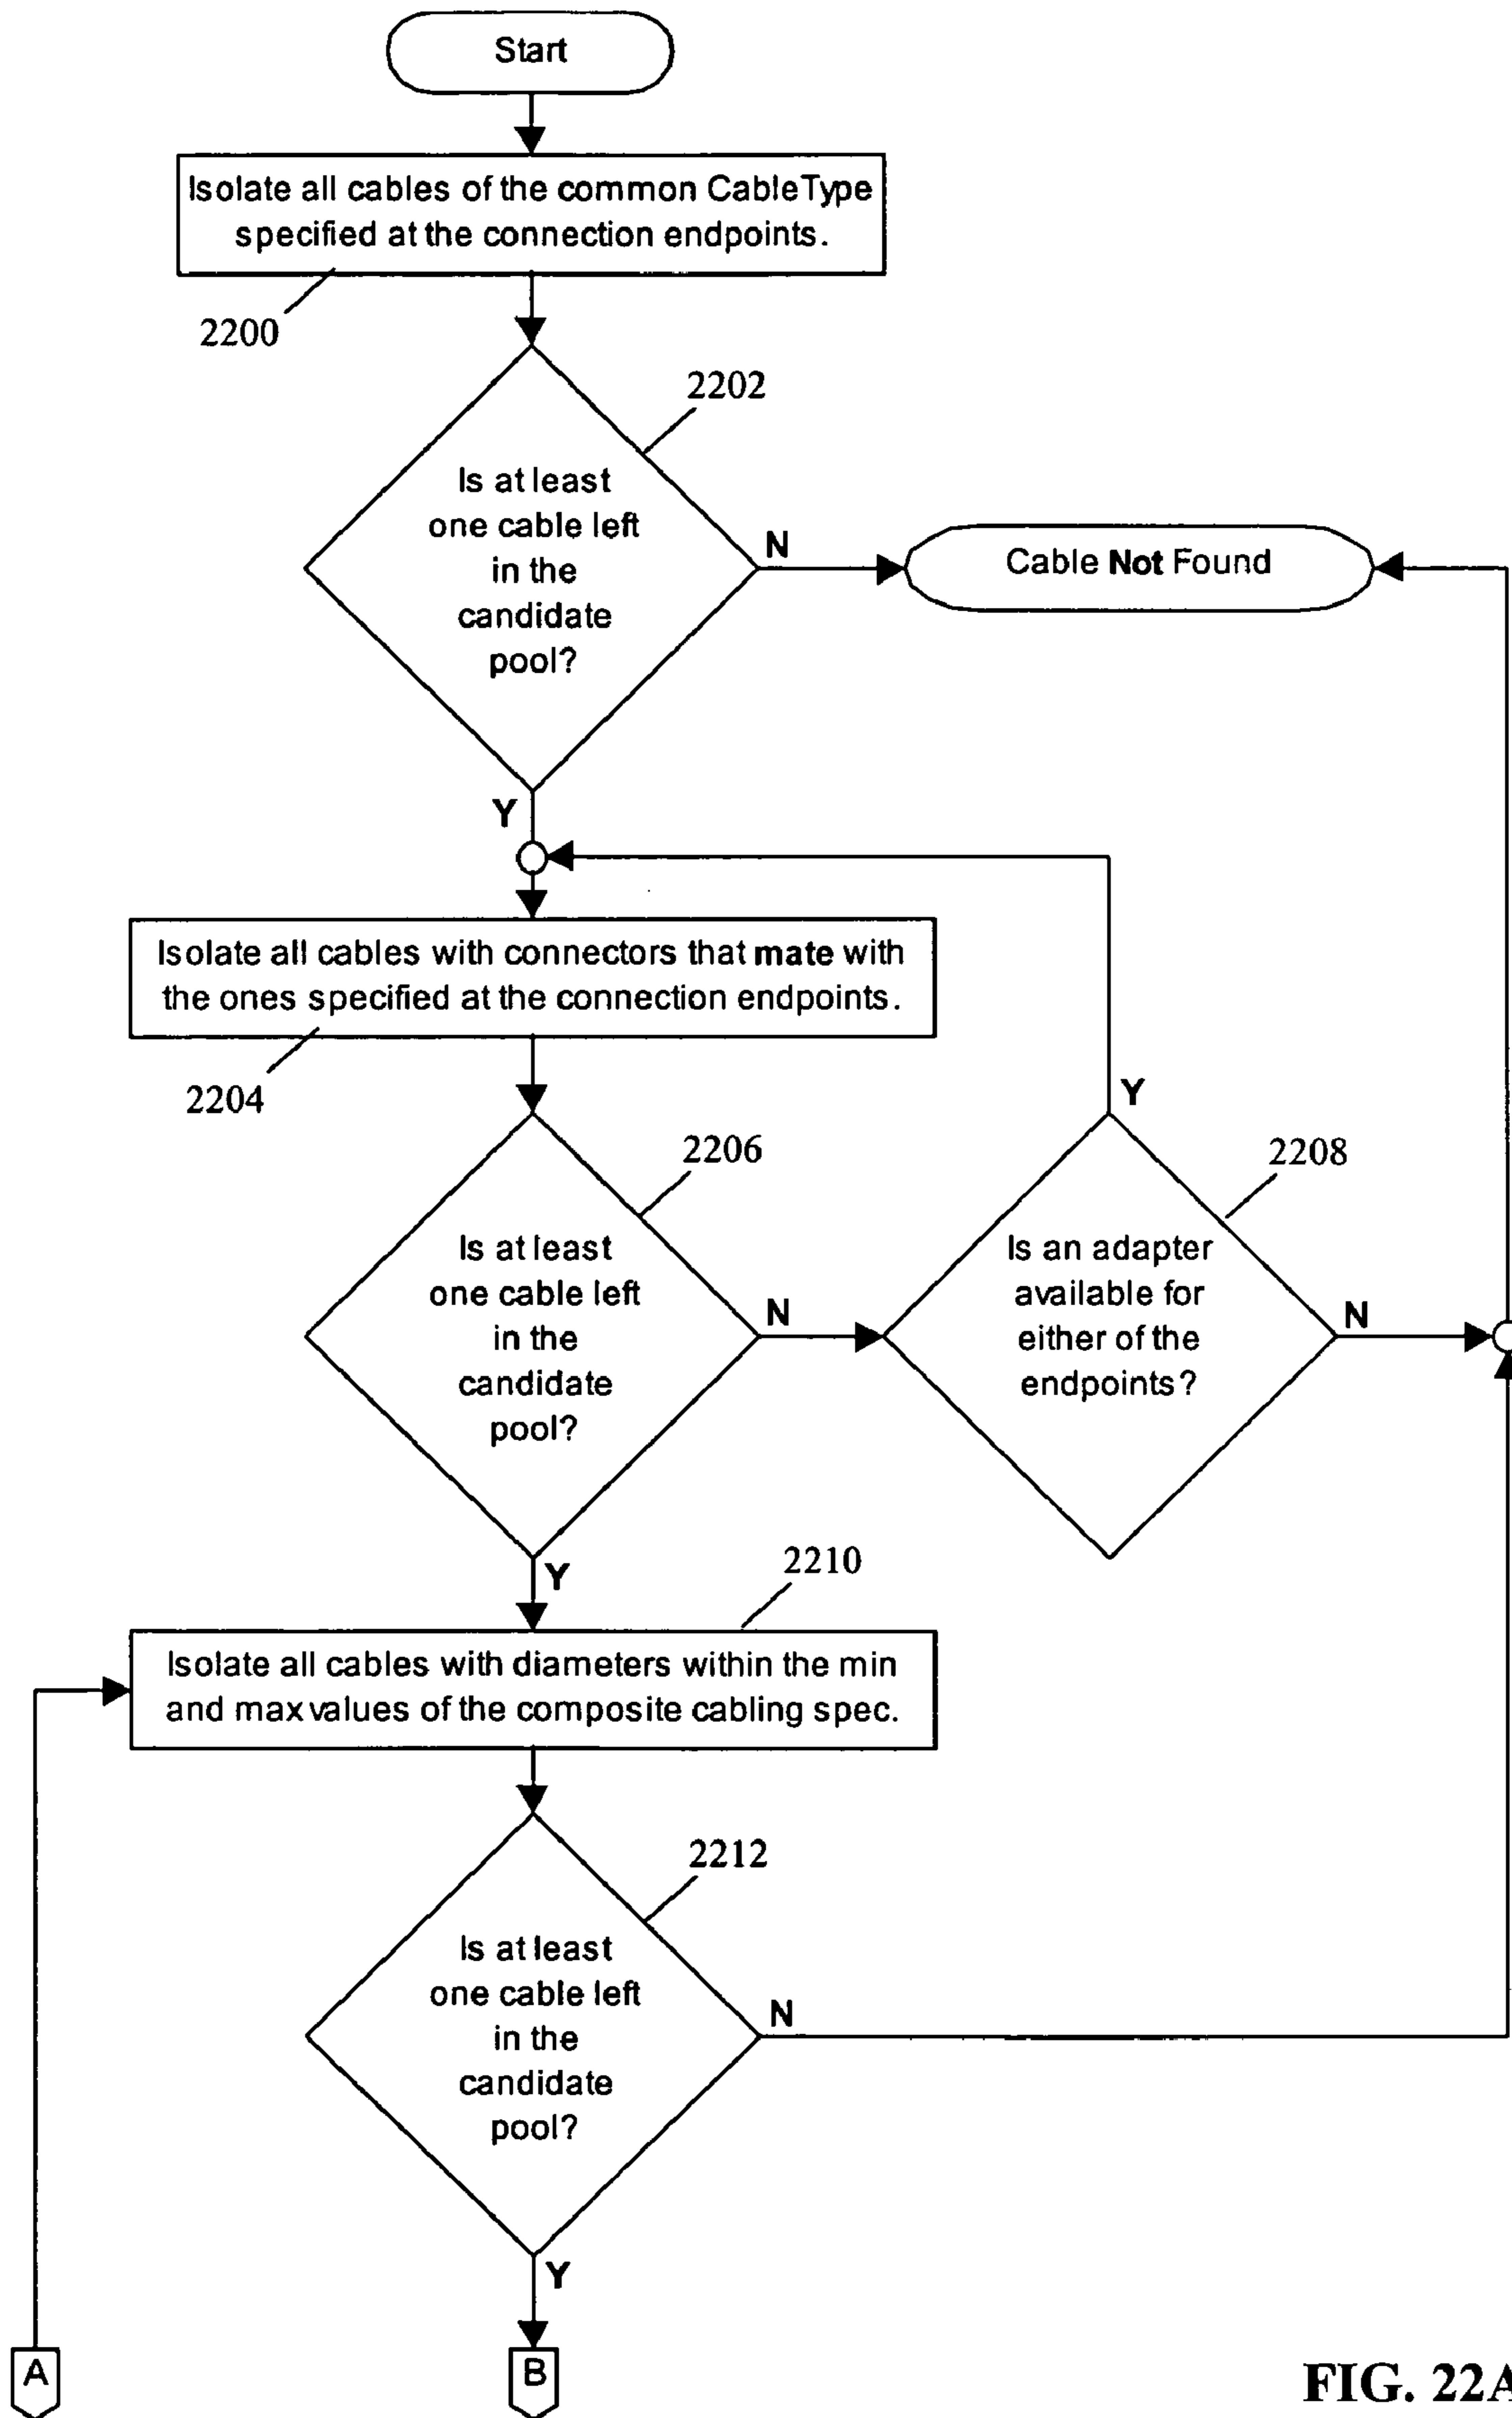 Start
Isolate all cables of the common CableType
specified at the connection endpoints.
2200
2202
Is at least
one cable left
in the
candidate
pool?
N
Cable Not Found
Y
Isolate all cables with connectors that mate with
the ones specified at the connection endpoints.
2204
2206
Is at least
one cable left
in the
candidate
pool?
N
Y
2208
Is an adapter
available for
either of the
endpoints?
N
Y
2210
Isolate all cables with diameters within the min
and max values of the composite cabling spec.
2212
Is at least
one cable left
in the
candidate
pool?
N
Y
A
B
FIG. 22A